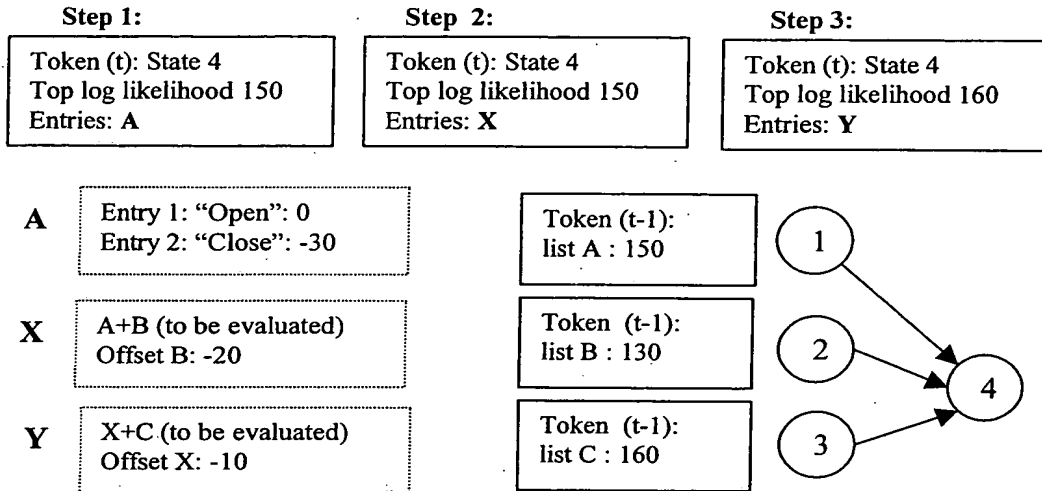 Step 1:
Token (t): State 4
Top log likelihood 150
Entries: A
Step 2:
Token (t): State 4
Top log likelihood 150
Entries: X
Step 3:
Token (t): State 4
Top log likelihood 160
Entries: Y
A
Entry 1: “Open”: 0
Entry 2: “Close”: -30
X
A+B (to be evaluated)
Offset B: -20
Y
X+C (to be evaluated)
Offset X: -10
Token (t-1):
list A : 150
Token (t-1):
list B : 130
Token (t-1):
list C : 160
1
2
3
4